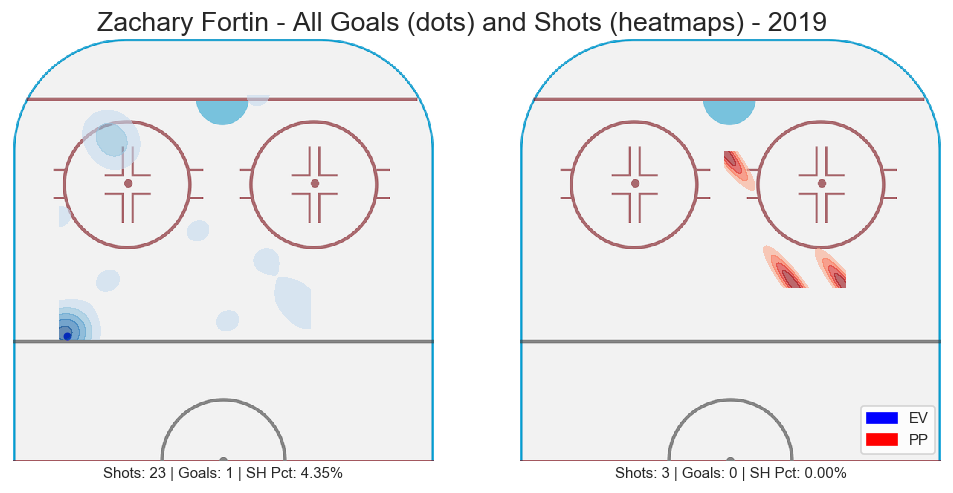 Zachary Fortin - All Goals (dots) and Shots (heatmaps) - 2019
EV
PP
Shots: 23 | Goals: 1 | SH Pct: 4.35%
Shots: 3 | Goals: 0 | SH Pct: 0.00%